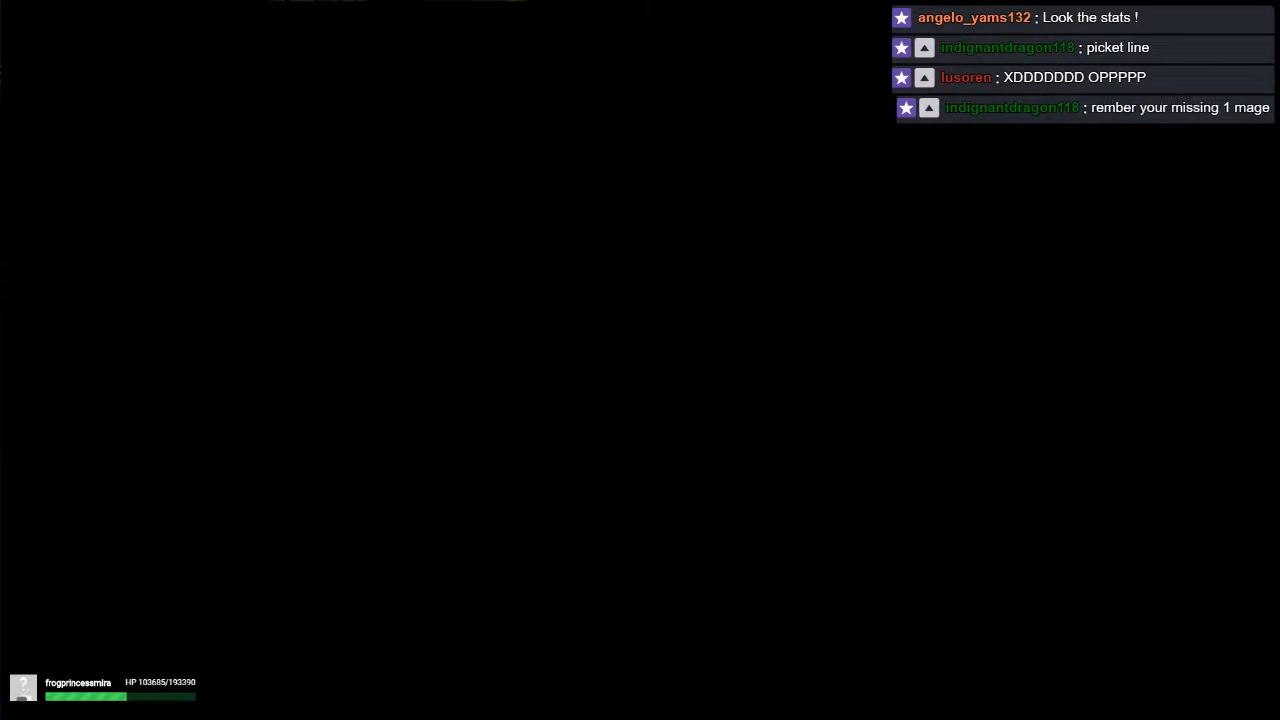 angelo_yams132 : Look the stats !
indignantdragon118 : picket line
lusoren : XDDDDDDD OPPPPP
indignantdragon118 : rember your missing 1 mage
frogprincessmira HP 103685/193390